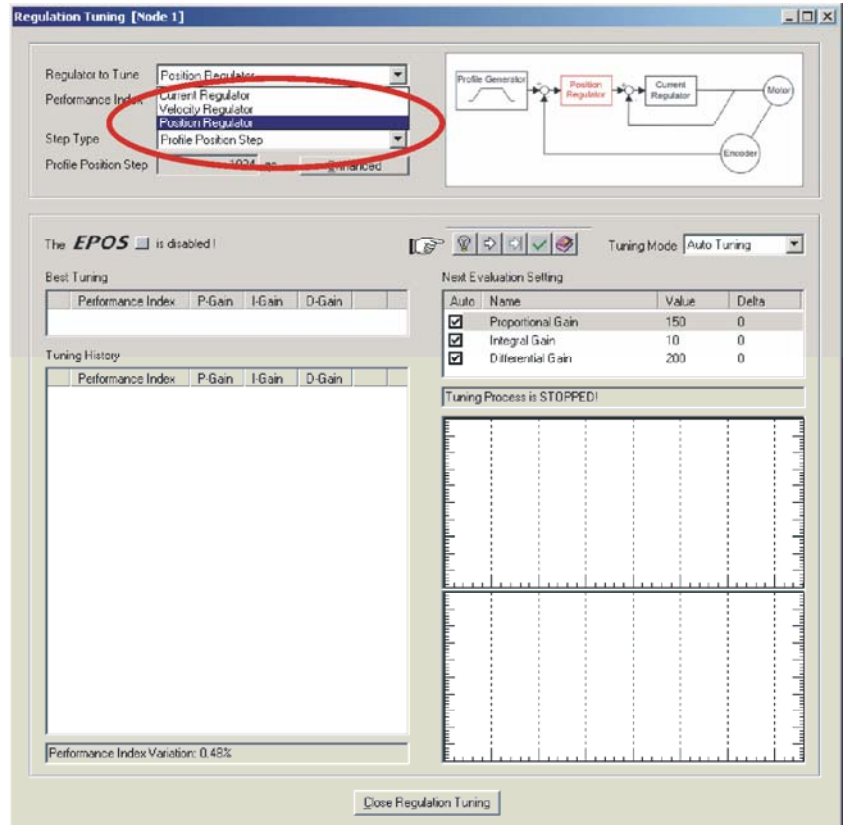 Regulation Tuning [Node 1]
Regulator to Tune Position Regulator
Performance Index Current Regulator
Velocity Regulator
Position Regulator
Step Type Profile Position Step
Profile Position Step 1024 qc
Profile Generator
Position Regulator
Current Regulator
Motor
Encoder
The EPOS is disabled !
Tuning Mode Auto Tuning
Best Tuning
Performance Index P-Gain I-Gain D-Gain
Next Evaluation Setting
Auto Name Value Delta
Proportional Gain 150 0
Integral Gain 10 0
Differential Gain 200 0
Tuning History
Performance Index P-Gain I-Gain D-Gain
Tuning Process is STOPPED!
Performance Index Variation: 0.48%
Close Regulation Tuning